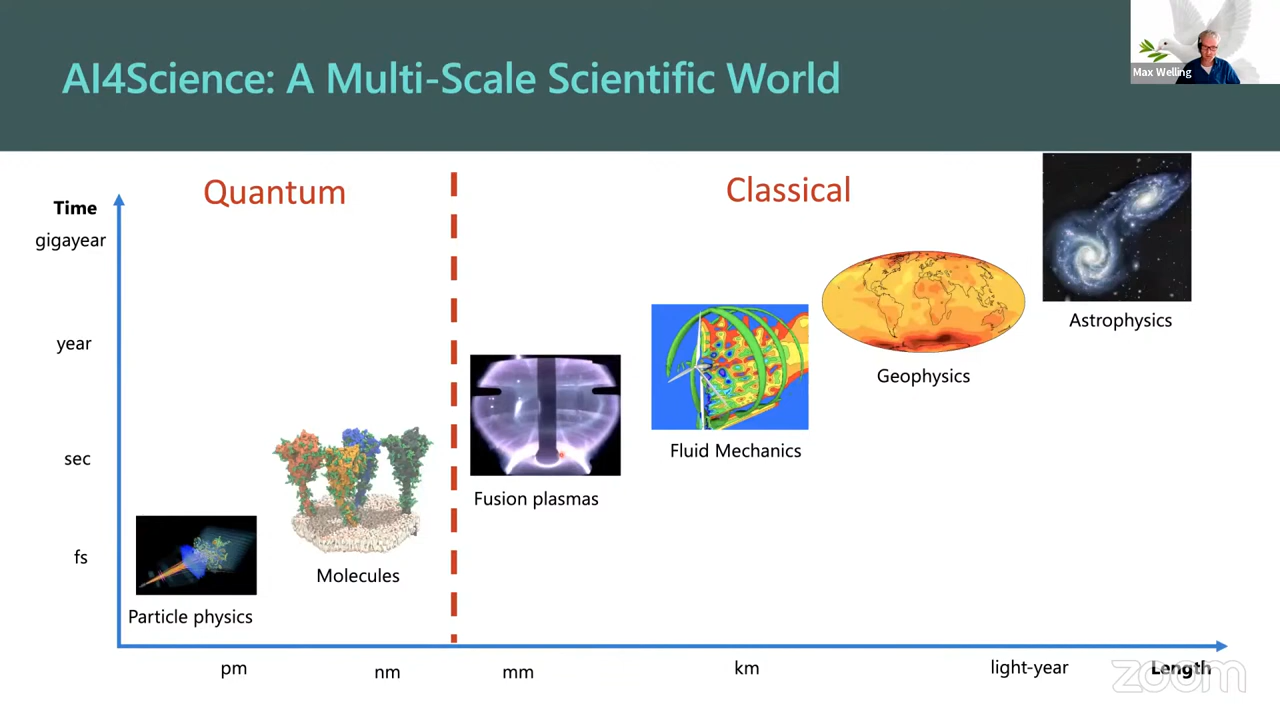 AI4Science: A Multi-Scale Scientific World
Max Welling
Quantum
Classical
Time
gigayear
year
sec
fs
Astrophysics
Geophysics
Fluid Mechanics
Fusion plasmas
Molecules
Particle physics
pm
nm
mm
km
light-year
Length
zoom